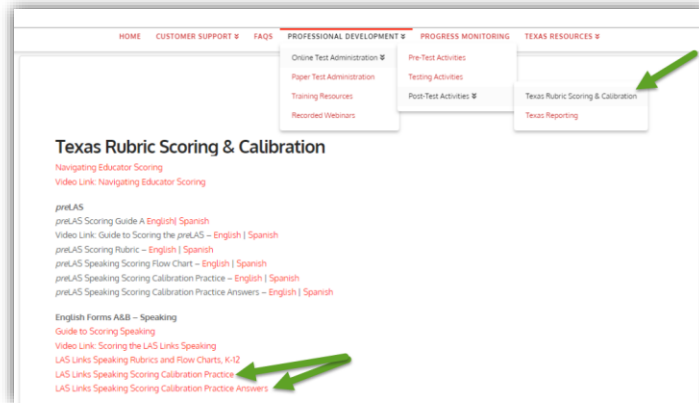 HOME CUSTOMER SUPPORT FAQS PROFESSIONAL DEVELOPMENT PROGRESS MONITORING TEXAS RESOURCES
Online Test Administration Pre-Test Activities
Paper Test Administration Testing Activities
Training Resources Post-Test Activities Texas Rubric Scoring & Calibration
Recorded Webinars Texas Reporting
Texas Rubric Scoring & Calibration
Navigating Educator Scoring
Video Link: Navigating Educator Scoring
preLAS
preLAS Scoring Guide A English| Spanish
Video Link: Guide to Scoring the preLAS – English | Spanish
preLAS Scoring Rubric – English | Spanish
preLAS Speaking Scoring Flow Chart – English | Spanish
preLAS Speaking Scoring Calibration Practice – English | Spanish
preLAS Speaking Scoring Calibration Practice Answers – English | Spanish
English Forms A&B – Speaking
Guide to Scoring Speaking
Video Link: Scoring the LAS Links Speaking
LAS Links Speaking Rubrics and Flow Charts, K-12
LAS Links Speaking Scoring Calibration Practice
LAS Links Speaking Scoring Calibration Practice Answers